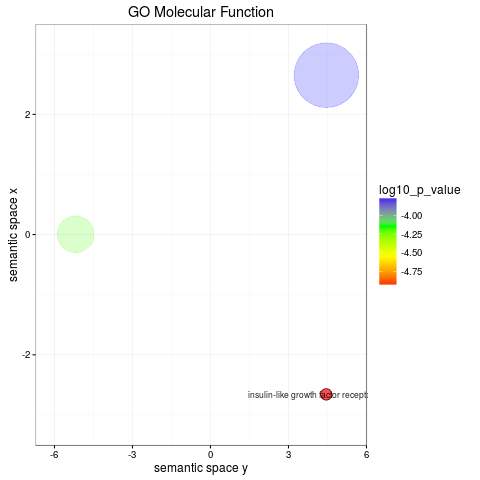 GO Molecular Function
semantic space x
2
0
-2
insulin-like growth factor recept
-6
-3
0
3
6
semantic space y
log10_p_value
-4.00
-4.25
-4.50
-4.75